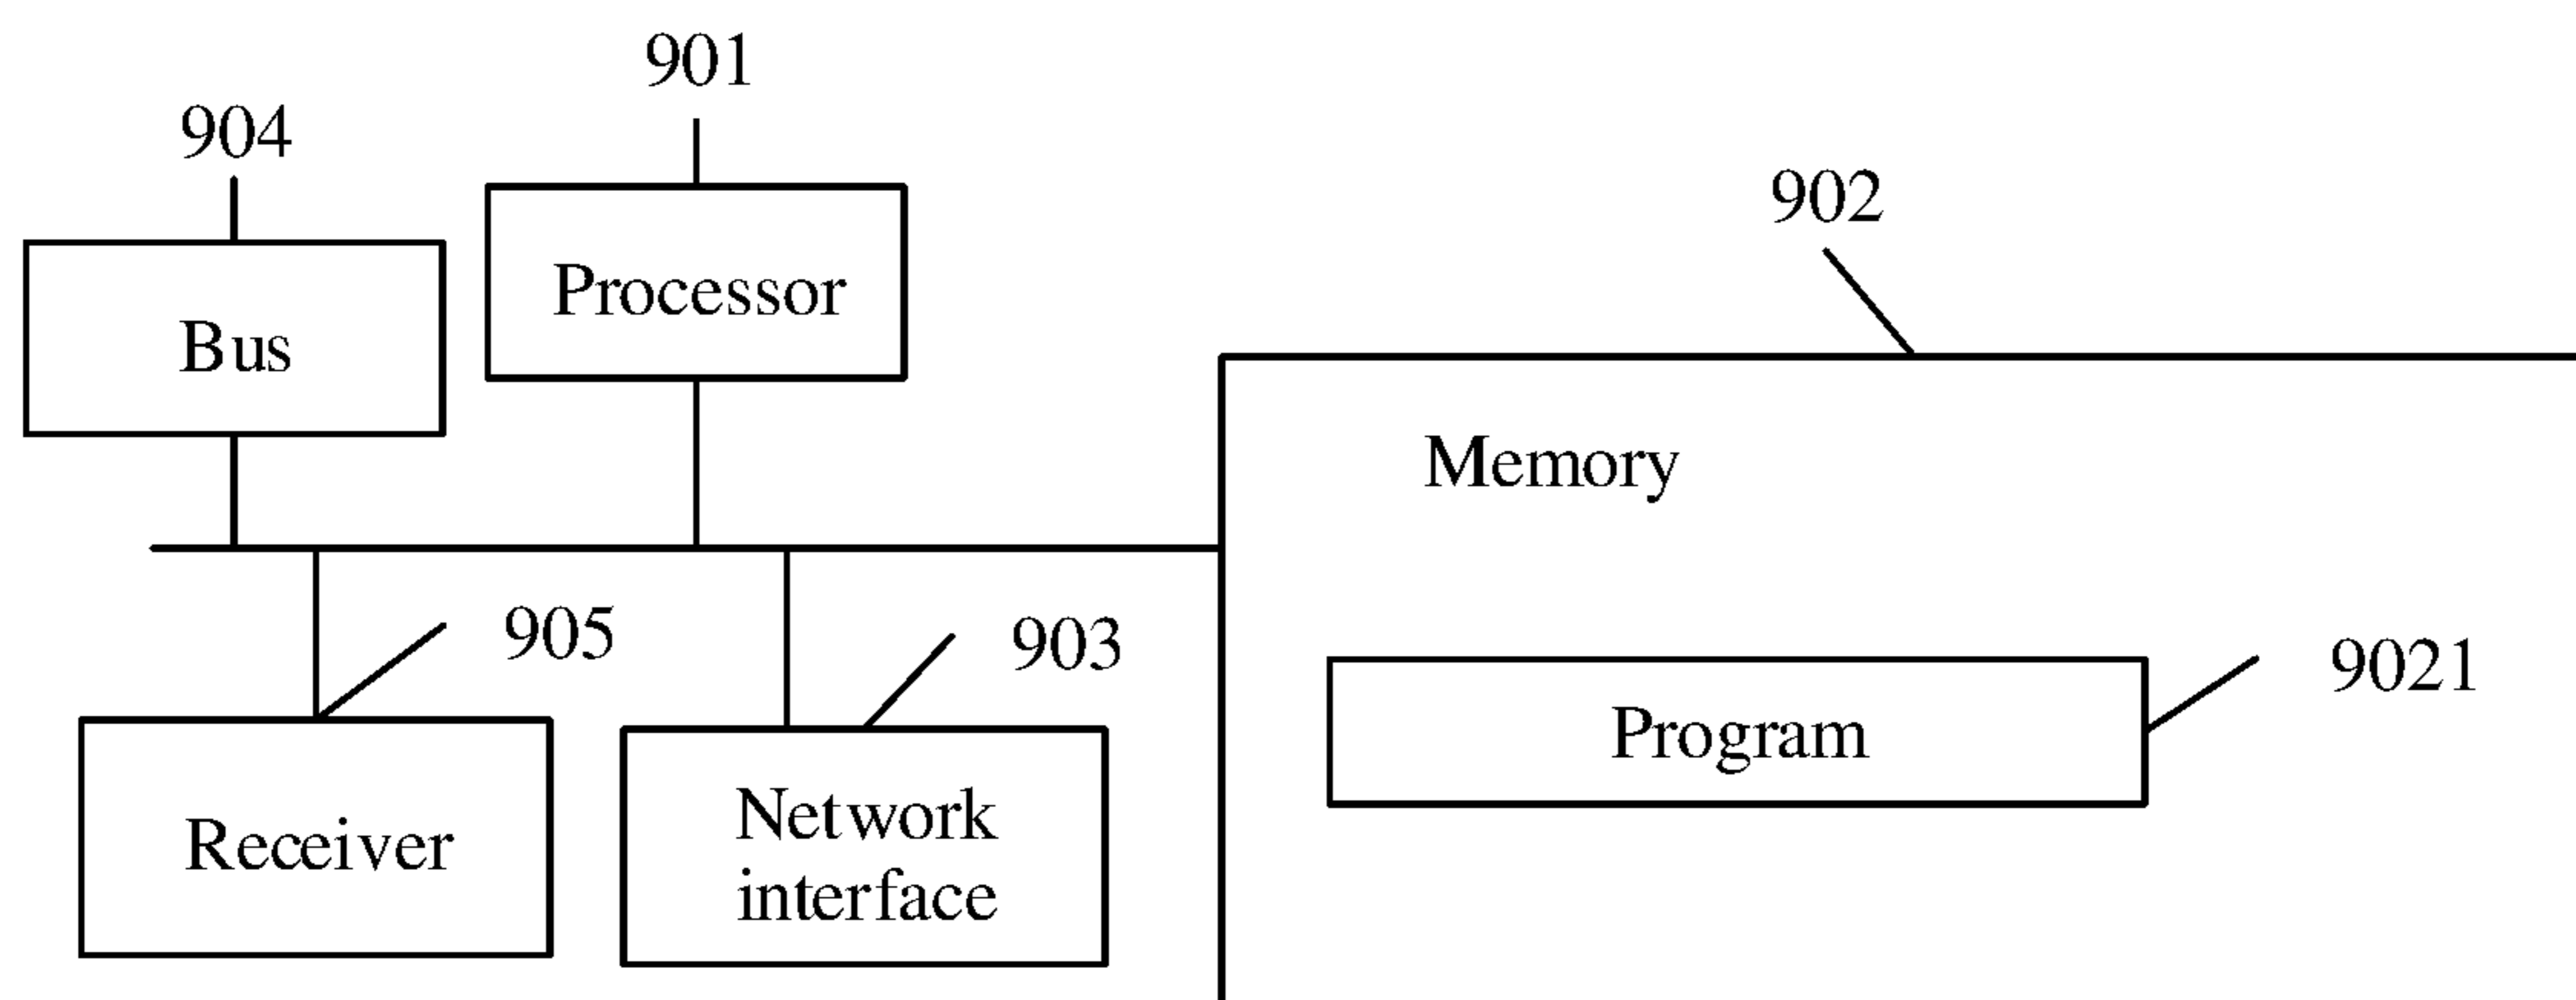 901
904
902
Processor
Bus
Memory
905
903
9021
Program
Network
interface
Receiver